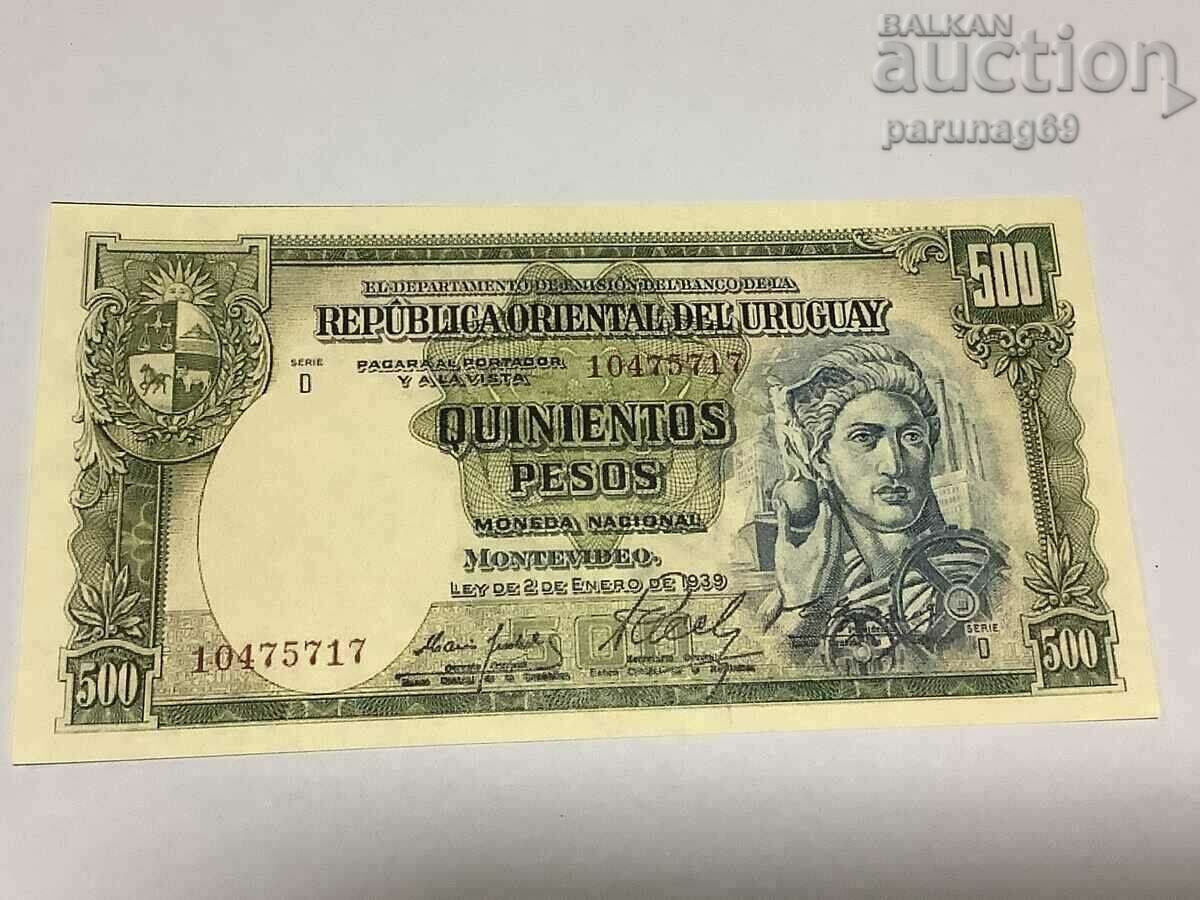 BALKAN
auction
parunag69
500
EL DEPARTAMENTO DE EMISIÓN DEL BANCO DE LA
REPÛBLICA ORIENTAL DEL URUGUAY
SERIE
D
PAGARA AL PORTADOR
Y A LA VISTA
10475717
QUINIENTOS
PESOS
MONEDA NACIONAL
MONTEVIDEO.
LEY DE 2 DE ENERO DE 1939
10475717
500
SERIE
D
500
500